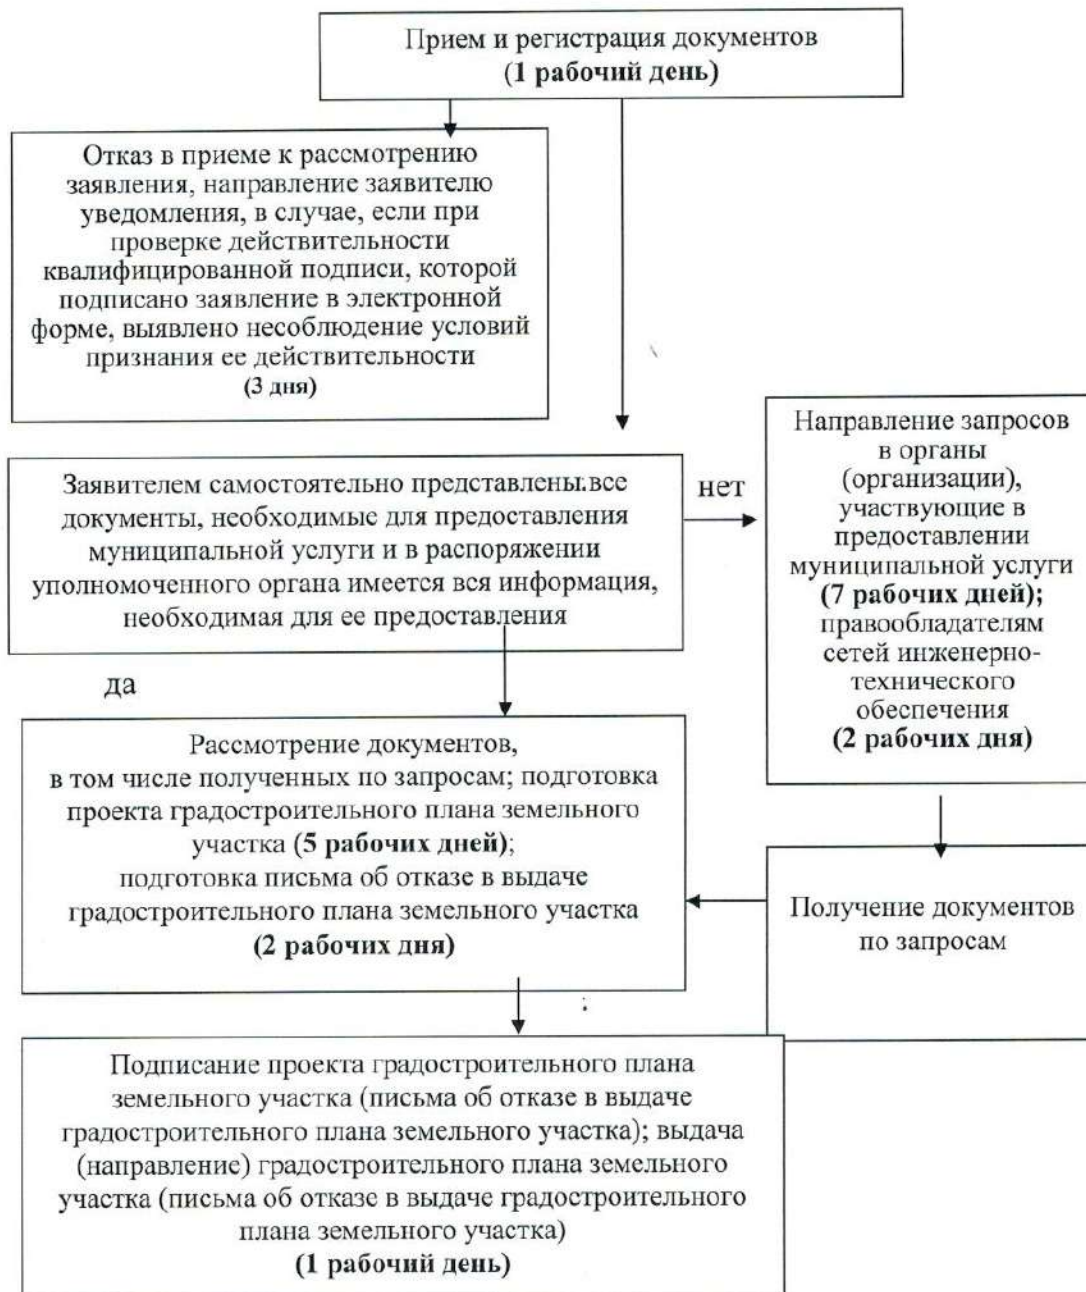 Прием и регистрация документов
(1 рабочий день)
Отказ в приеме к рассмотрению
заявления, направление заявителю
уведомления, в случае, если при
проверке действительности
квалифицированной подписи, которой
подписано заявление в электронной
форме, выявлено несоблюдение условий
признания ее действительности
(3 дня)
Заявителем самостоятельно представлены все
документы, необходимые для предоставления
муниципальной услуги и в распоряжении
уполномоченного органа имеется вся информация,
необходимая для ее предоставления
нет
Направление запросов
в органы
(организации),
участвующие в
предоставлении
муниципальной услуги
(7 рабочих дней);
правообладателям
сетей инженерно-
технического
обеспечения
(2 рабочих дня)
да
Рассмотрение документов,
в том числе полученных по запросам; подготовка
проекта градостроительного плана земельного
участка (5 рабочих дней);
подготовка письма об отказе в выдаче
градостроительного плана земельного участка
(2 рабочих дня)
Получение документов
по запросам
Подписание проекта градостроительного плана
земельного участка (письма об отказе в выдаче
градостроительного плана земельного участка); выдача
(направление) градостроительного плана земельного
участка (письма об отказе в выдаче градостроительного
плана земельного участка)
(1 рабочий день)